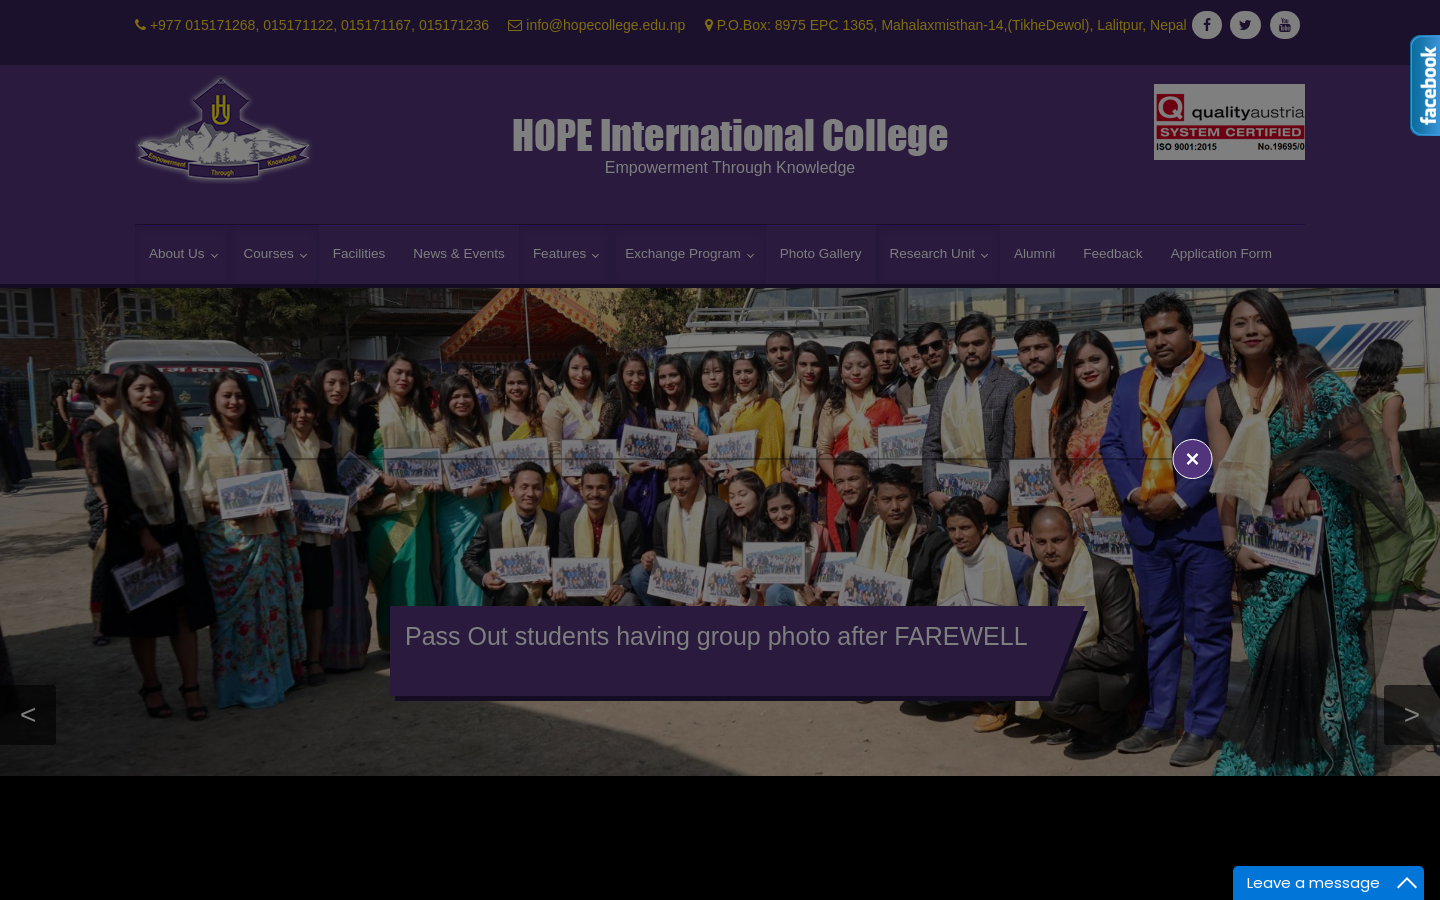 +977 015171268, 015171122, 015171167, 015171236 info@hopecollege.edu.np P.O.Box: 8975 EPC 1365, Mahalaxmisthan-14,(TikheDewol), Lalitpur, Nepal
facebook
Empowerment Through Knowledge
HOPE International College
Empowerment Through Knowledge
Q qualityaustria
SYSTEM CERTIFIED
ISO 9001:2015 No.19695/0
About Us Courses Facilities News & Events Features Exchange Program Photo Gallery Research Unit Alumni Feedback Application Form
Pass Out students having group photo after FAREWELL
< >
Leave a message